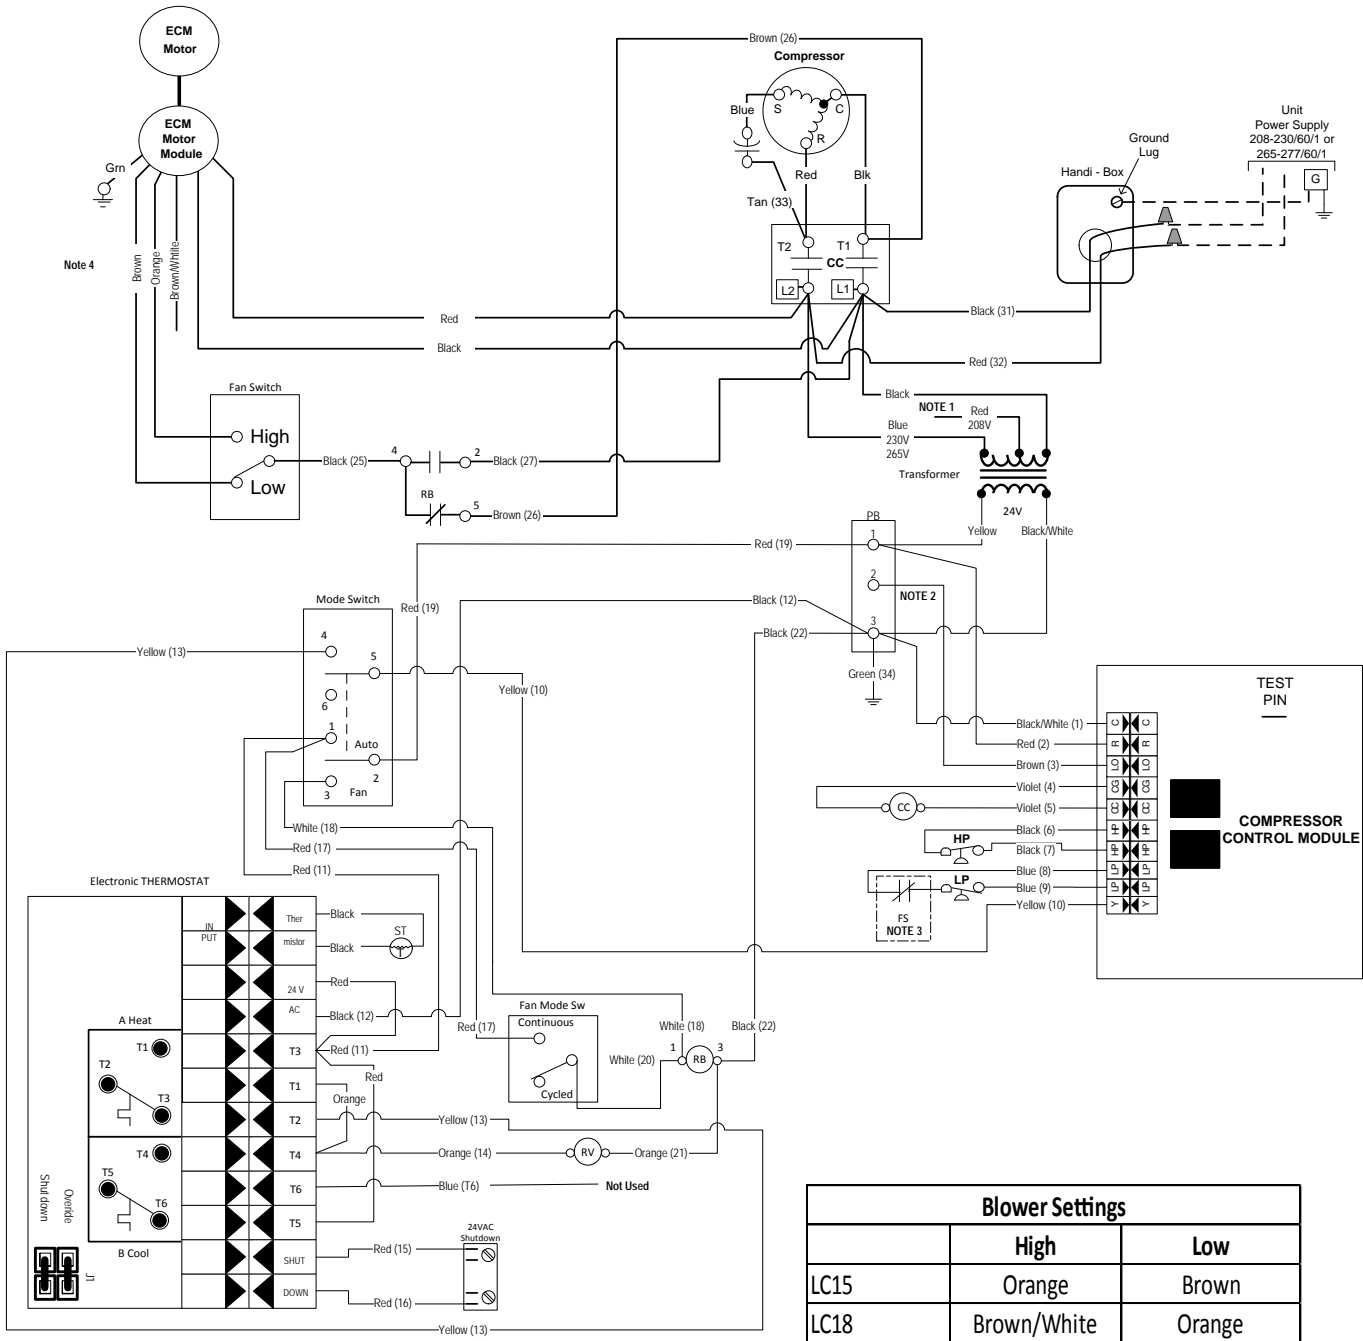 ECM
Motor
ECM
Motor
Module
Grn
Note 4
Brown
Orange
Brown/Whtite
Brown (26)
Compressor
Blue
S
C
R
Red
Blk
Tan (33)
T2
T1
CC
L2
L1
Unit
Power Supply
208-230/60/1 or
265-277/60/1
Ground
Lug
Handi - Box
G
Red
Black
Black (31)
Red (32)
Fan Switch
High
Low
Black (25)
4
2
Black (27)
RB
5
Brown (26)
Black
NOTE 1
Red
208V
Blue
230V
265V
Transformer
24V
Yellow
Black/White
PB
1
2
NOTE 2
3
Red (19)
Black (12)
Black (22)
Green (34)
Mode Switch
Red (19)
4
Yellow (13)
5
Yellow (10)
6
1
Auto
2
3
Fan
White (18)
Red (17)
Red (11)
TEST
PIN
Black/White (1)
C
C
Red (2)
R
R
Brown (3)
LO
LO
Violet (4)
CG
CG
CC
Violet (5)
CC
CC
Black (6)
HP
HP
HP
Black (7)
HP
HP
Blue (8)
LP
LP
LP
Blue (9)
LP
LP
Yellow (10)
Y
Y
FS
NOTE 3
COMPRESSOR
CONTROL MODULE
Electronic THERMOSTAT
IN
PUT
Ther
Black
mistor
Black
ST
24 V
Red
AC
Black (12)
T3
Red (11)
Red
T1
Orange
T2
Yellow (13)
T4
Orange (14)
RV
Orange (21)
T6
Blue (T6)
Not Used
T5
SHUT
Red (15)
DOWN
Red (16)
24VAC
Shutdown
Yellow (13)
A Heat
T1
T2
T3
T4
T5
T6
B Cool
Shut down
Override
J1
Fan Mode Sw
Continuous
Cycled
Red (17)
White (18)
Black (22)
White (20)
1
RB
3
Blower Settings
High
Low
LC15
Orange
Brown
LC18
Brown/White
Orange